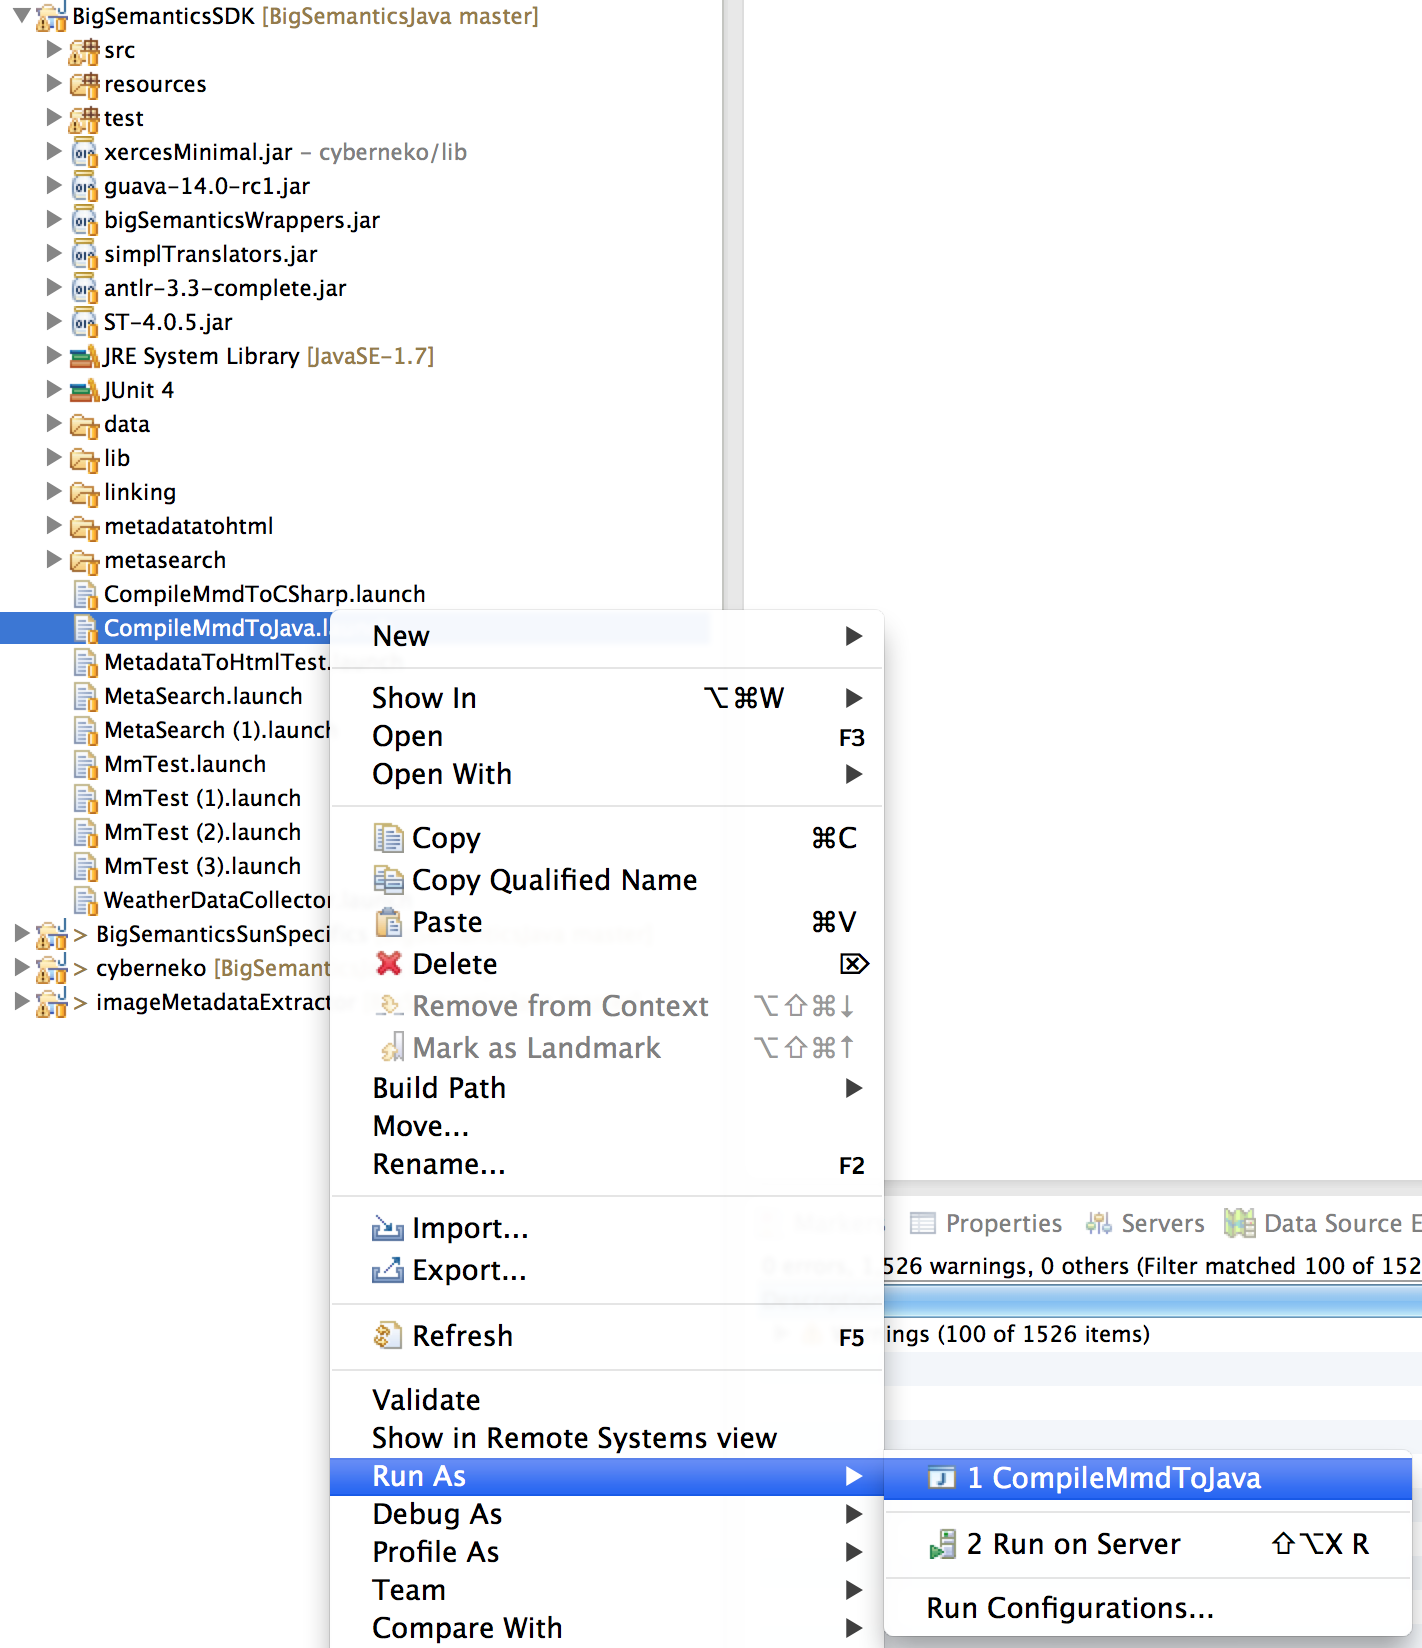 BigSemanticsSDK [BigSemanticsJava master]
src
resources
test
xercesMinimal.jar – cyberneko/lib
guava-14.0-rc1.jar
bigSemanticsWrappers.jar
simplTranslators.jar
antlr-3.3-complete.jar
ST-4.0.5.jar
JRE System Library [JavaSE-1.7]
JUnit 4
data
lib
linking
metadatatohtml
metasearch
CompileMmdToCSharp.launch
CompileMmdToJava.l
MetadataToHtmlTest.
MetaSearch.launch
MetaSearch (1).launch
MmTest.launch
MmTest (1).launch
MmTest (2).launch
MmTest (3).launch
WeatherDataCollector
> BigSemanticsSunSpeci
> cyberneko [BigSemant
> imageMetadataExtract
New
Show In ⌥⌘W
Open F3
Open With
Copy ⌘C
Copy Qualified Name
Paste ⌘V
Delete ⌦
Remove from Context ⌥⇧⌘↓
Mark as Landmark ⌥⇧⌘↑
Build Path
Move...
Rename... F2
Import...
Export...
Refresh F5
Validate
Show in Remote Systems view
Run As
Debug As
Profile As
Team
Compare With
1 CompileMmdToJava
2 Run on Server ⇧⌥X R
Run Configurations...
Properties Servers Data Source E
526 warnings, 0 others (Filter matched 100 of 152
ings (100 of 1526 items)